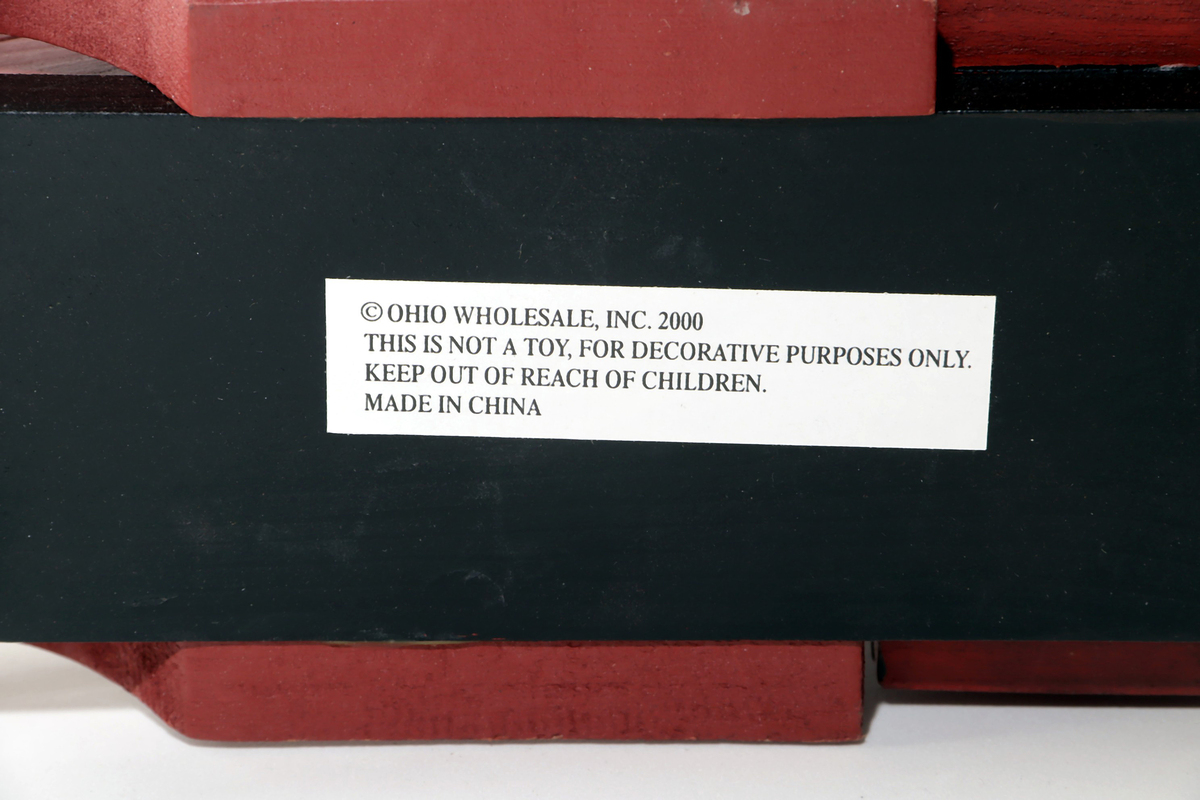 © OHIO WHOLESALE, INC. 2000
THIS IS NOT A TOY, FOR DECORATIVE PURPOSES ONLY.
KEEP OUT OF REACH OF CHILDREN.
MADE IN CHINA